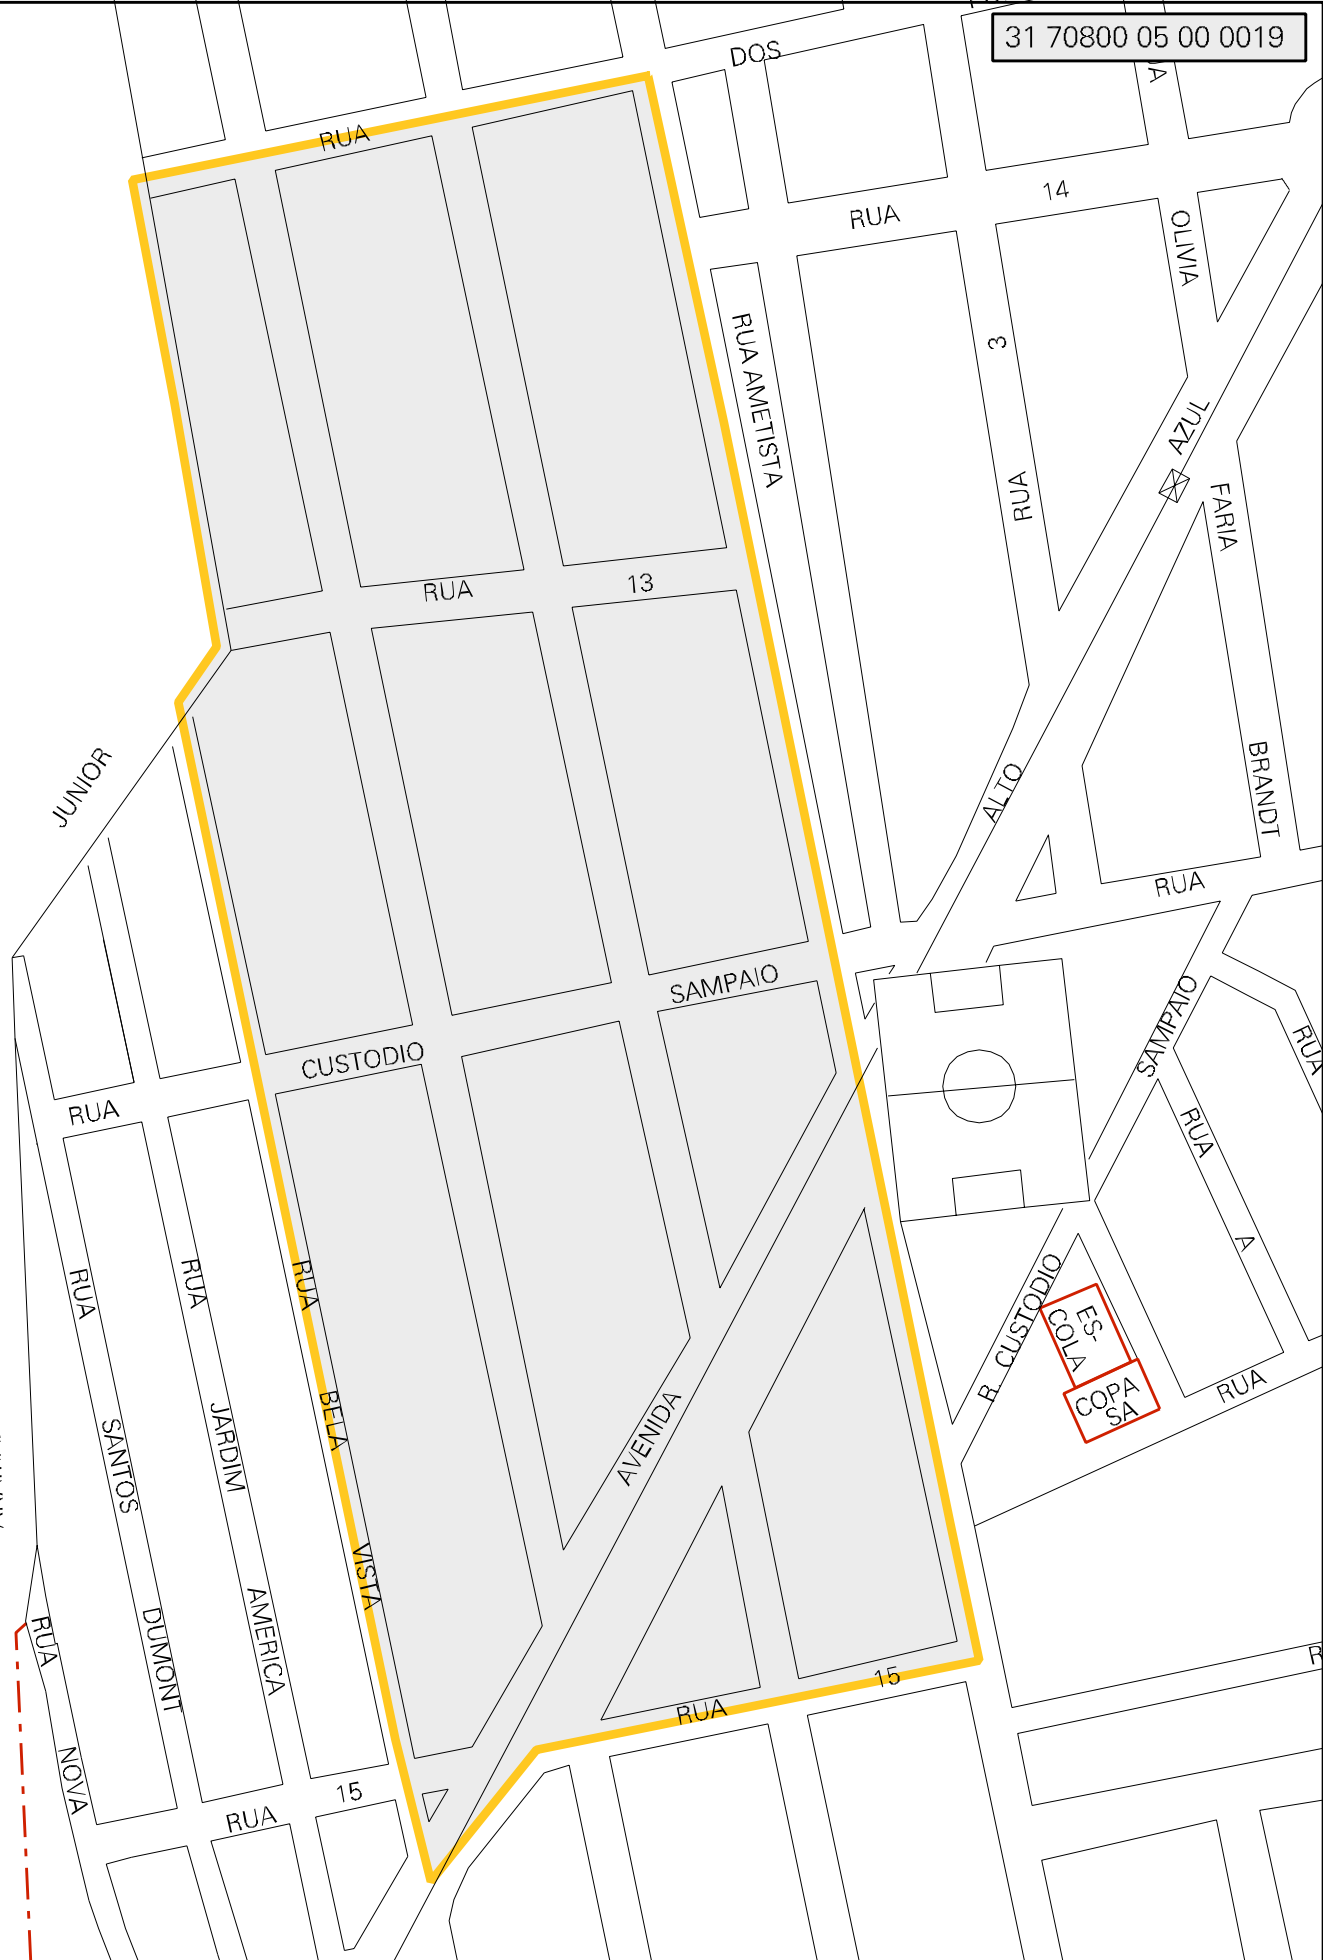 31 70800 05 00 0019
DOS
RUA
14
RUA
OLIVIA
3
RUA AMETISTA
AZUL
RUA
FARIA
RUA
13
JUNIOR
ALTO
BRANDT
RUA
SAMPAIO
CUSTODIO
SAMPAIO
RUA
RUA
RUA
A
RUA
RUA
RUA
R. CUSTODIO
ES-
COLA
COPA
SA
RUA
SANTOS
JARDIM
BELA
AVENIDA
VISTA
AMERICA
DUMONT
RUA
15
RUA
NOVA
15
RUA